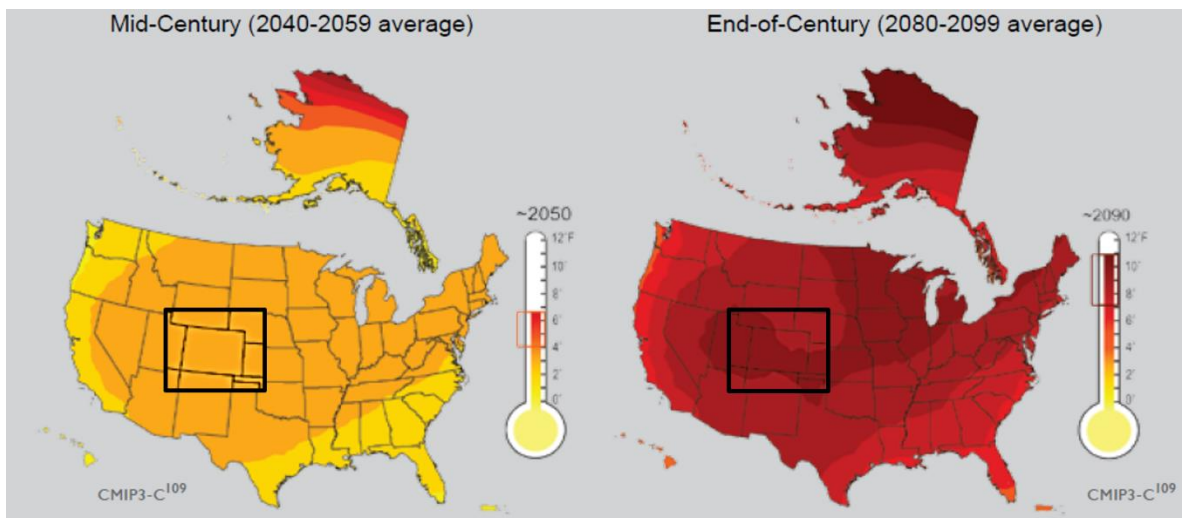 Mid-Century (2040-2059 average)
End-of-Century (2080-2099 average)
~2050
12°F
10'
8'
6'
4'
2'
0'
CMIP3-C109
~2090
12°F
10'
8'
6'
4'
2'
0'
CMIP3-C109